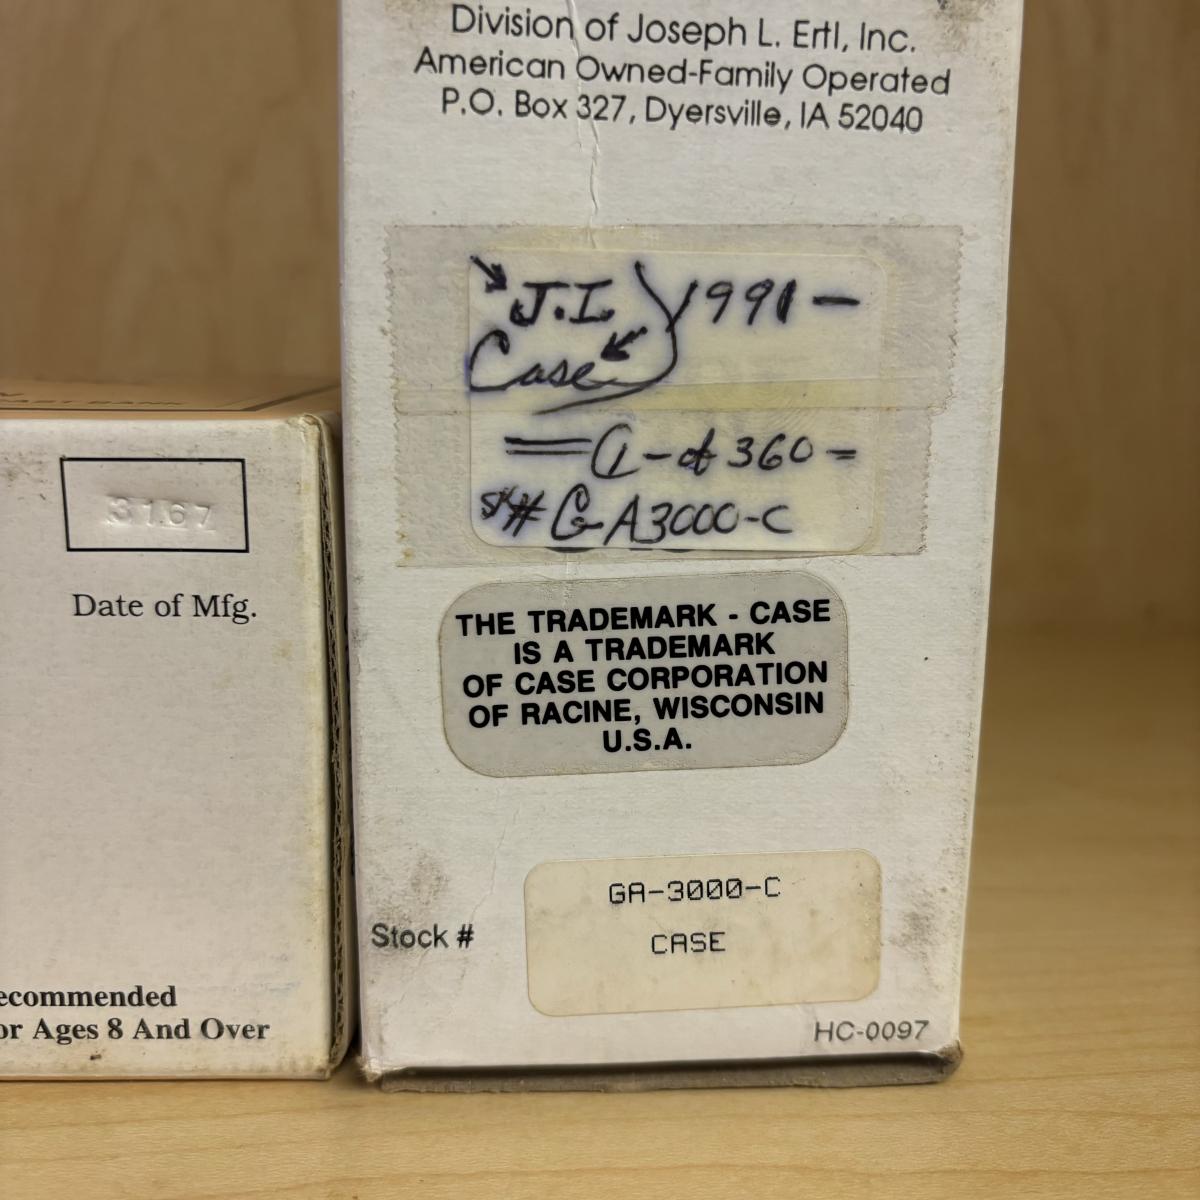 Division of Joseph L. Ertl, Inc.
American Owned-Family Operated
P.O. Box 327, Dyersville, IA 52040
J.I. 1991-
Case
1-of 360-
# GA3000-C
THE TRADEMARK - CASE
IS A TRADEMARK
OF CASE CORPORATION
OF RACINE, WISCONSIN
U.S.A.
GA-3000-C
Stock # CASE
HC-0097
3167
Date of Mfg.
ecommended
or Ages 8 And Over